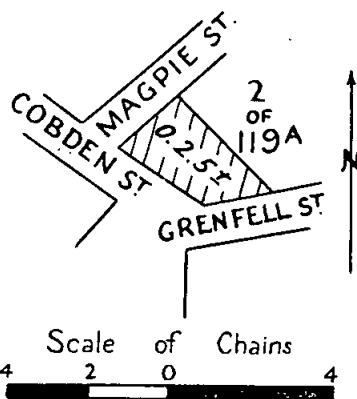 MAGPIE ST.
COBDEN ST.
2
OF
119A
0.2.5±
N
GRENFELL ST.
Scale of Chains
4 2 0 4